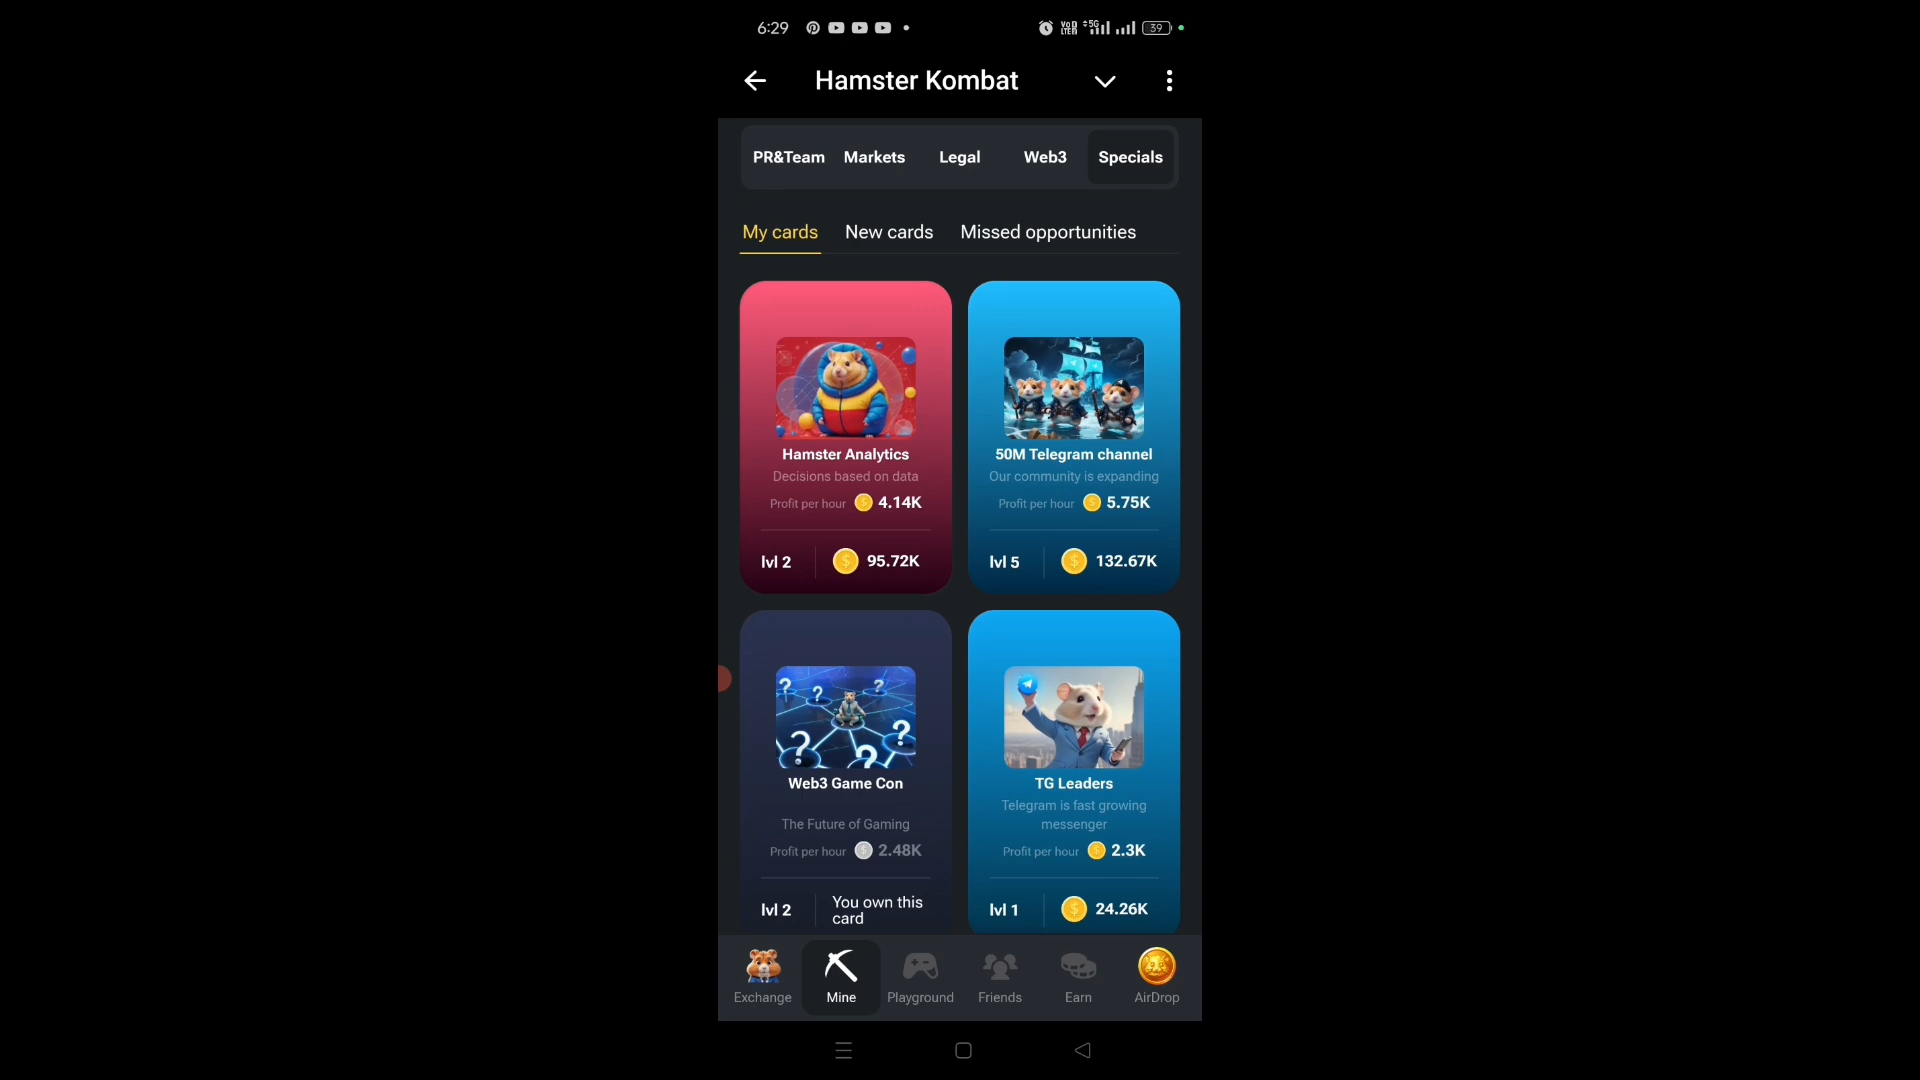 6:29
VoD
LTED
5G
39
Hamster Kombat
PR&Team
Markets
Legal
Web3
Specials
My cards
New cards
Missed opportunities
Hamster Analytics
Decisions based on data
Profit per hour 4.14K
lvl 2
95.72K
50M Telegram channel
Our community is expanding
Profit per hour 5.75K
lvl 5
132.67K
Web3 Game Con
The Future of Gaming
Profit per hour 2.48K
lvl 2
You own this
card
TG Leaders
Telegram is fast growing
messenger
Profit per hour 2.3K
lvl 1
24.26K
Exchange
Mine
Playground
Friends
Earn
AirDrop